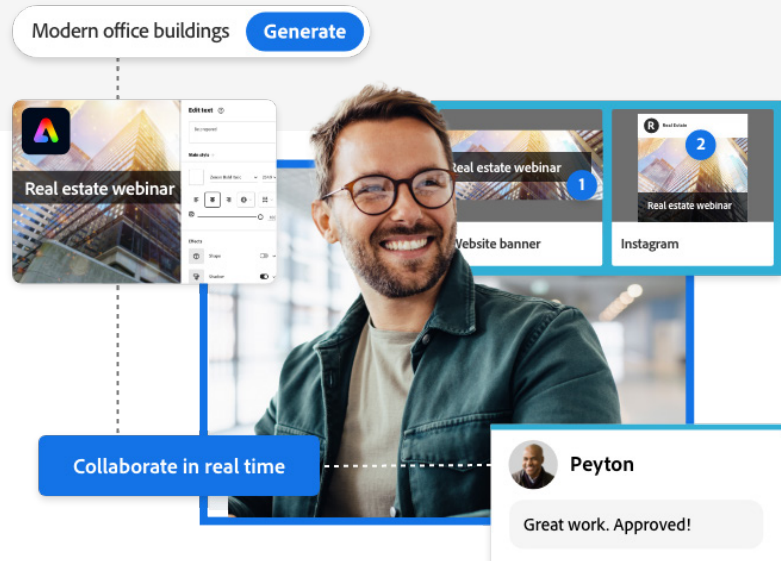 Modern office buildings
Generate
Edit text
Real estate webinar
Effects
Shape
Shadow
Real estate webinar
1
Website banner
R
Real Estate
2
Real estate webinar
Instagram
Collaborate in real time
Peyton
Great work. Approved!